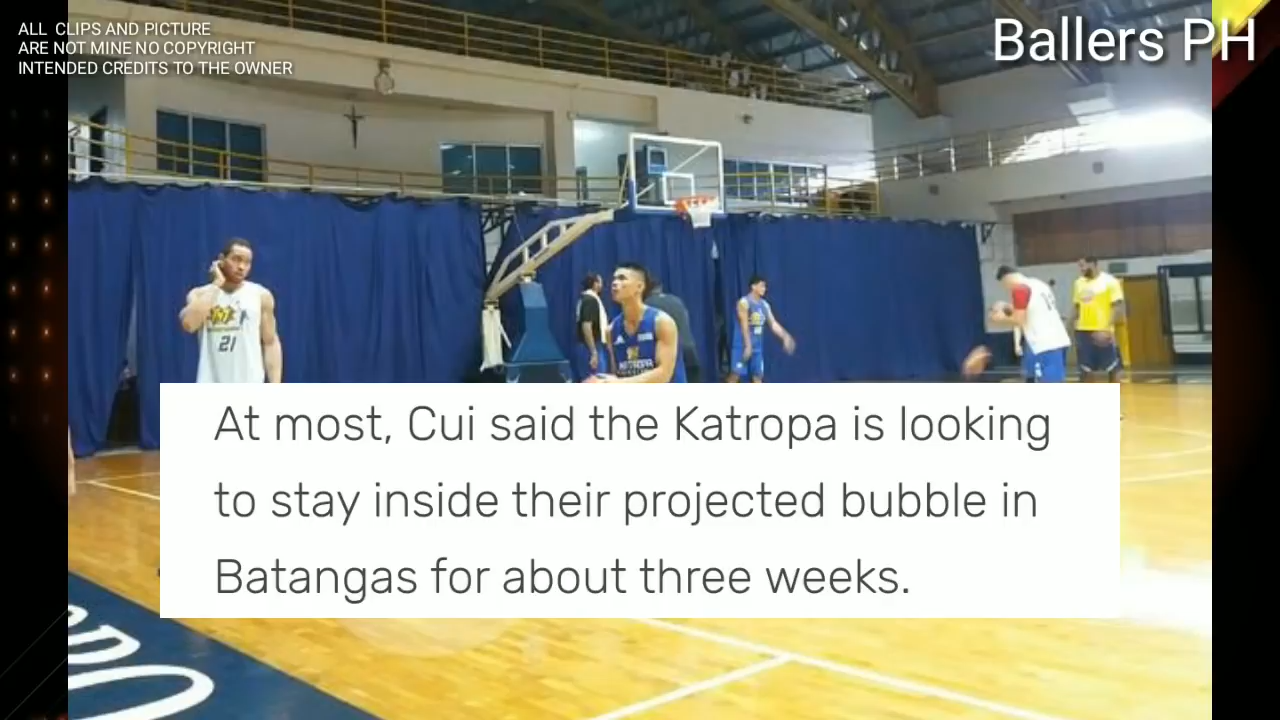 ALL CLIPS AND PICTURE
ARE NOT MINE NO COPYRIGHT
INTENDED CREDITS TO THE OWNER
Ballers PH
21
At most, Cui said the Katropa is looking
to stay inside their projected bubble in
Batangas for about three weeks.